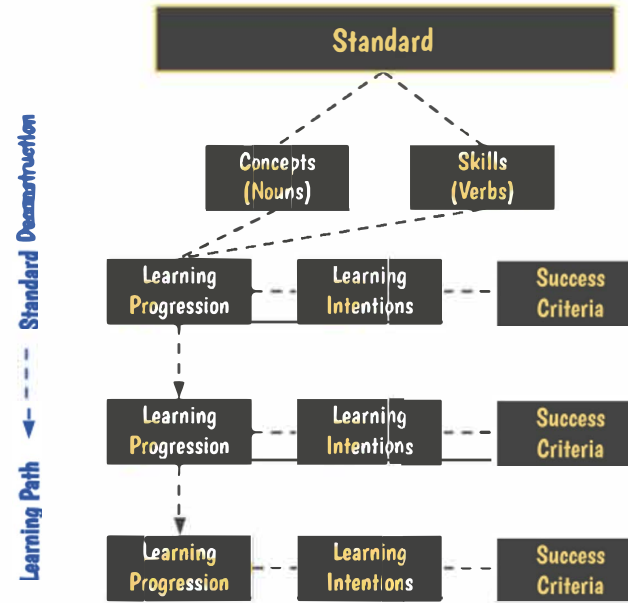 Standard
Concepts
(Nouns)
Skills
(Verbs)
Learning
Progression
Learning
Intentions
Success
Criteria
Learning
Progression
Learning
Intentions
Success
Criteria
Learning
Progression
Learning
Intentions
Success
Criteria
Standard Deconstruction
Learning Path